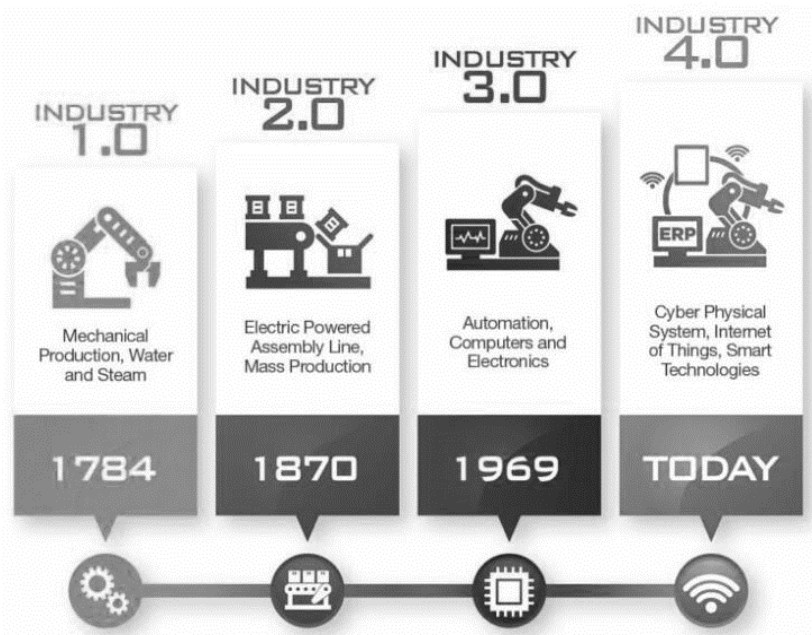 INDUSTRY
1.0
Mechanical
Production, Water
and Steam
1784
INDUSTRY
2.0
Electric Powered
Assembly Line,
Mass Production
1870
INDUSTRY
3.0
Automation,
Computers and
Electronics
1969
INDUSTRY
4.0
ERP
Cyber Physical
System, Internet
of Things, Smart
Technologies
TODAY